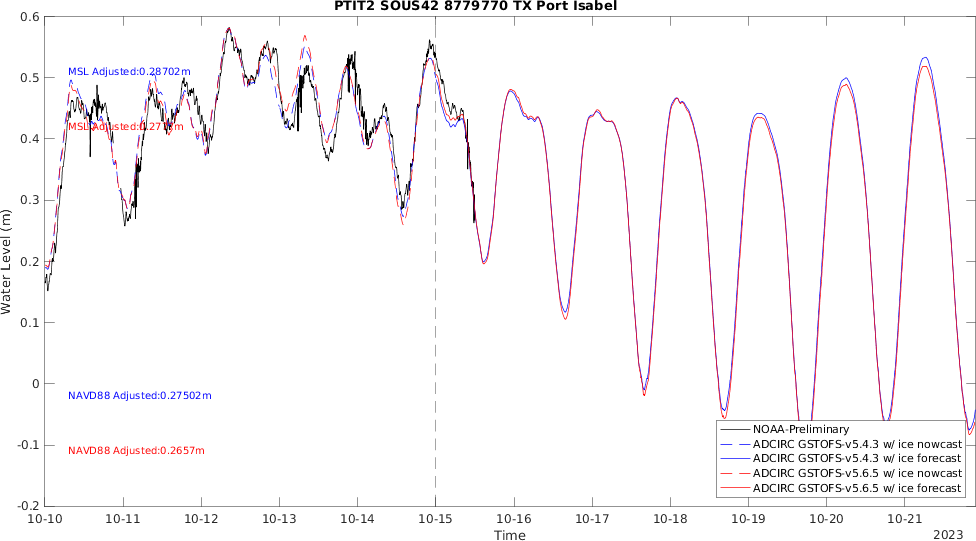 PTIT2 SOUS42 8779770 TX Port Isabel
Water Level (m)
0.6
0.5
0.4
0.3
0.2
0.1
0
-0.1
-0.2
MSL Adjusted:0.28702m
MSL Adjusted:0.27
NAVD88 Adjusted:0.27502m
NAVD88 Adjusted:0.2657m
NOAA-Preliminary
ADCIRC GSTOFS-v5.4.3 w/ ice nowcast
ADCIRC GSTOFS-v5.4.3 w/ ice forecast
ADCIRC GSTOFS-v5.6.5 w/ ice nowcast
ADCIRC GSTOFS-v5.6.5 w/ ice forecast
10-10 10-11 10-12 10-13 10-14 10-15 10-16 10-17 10-18 10-19 10-20 10-21
Time
2023